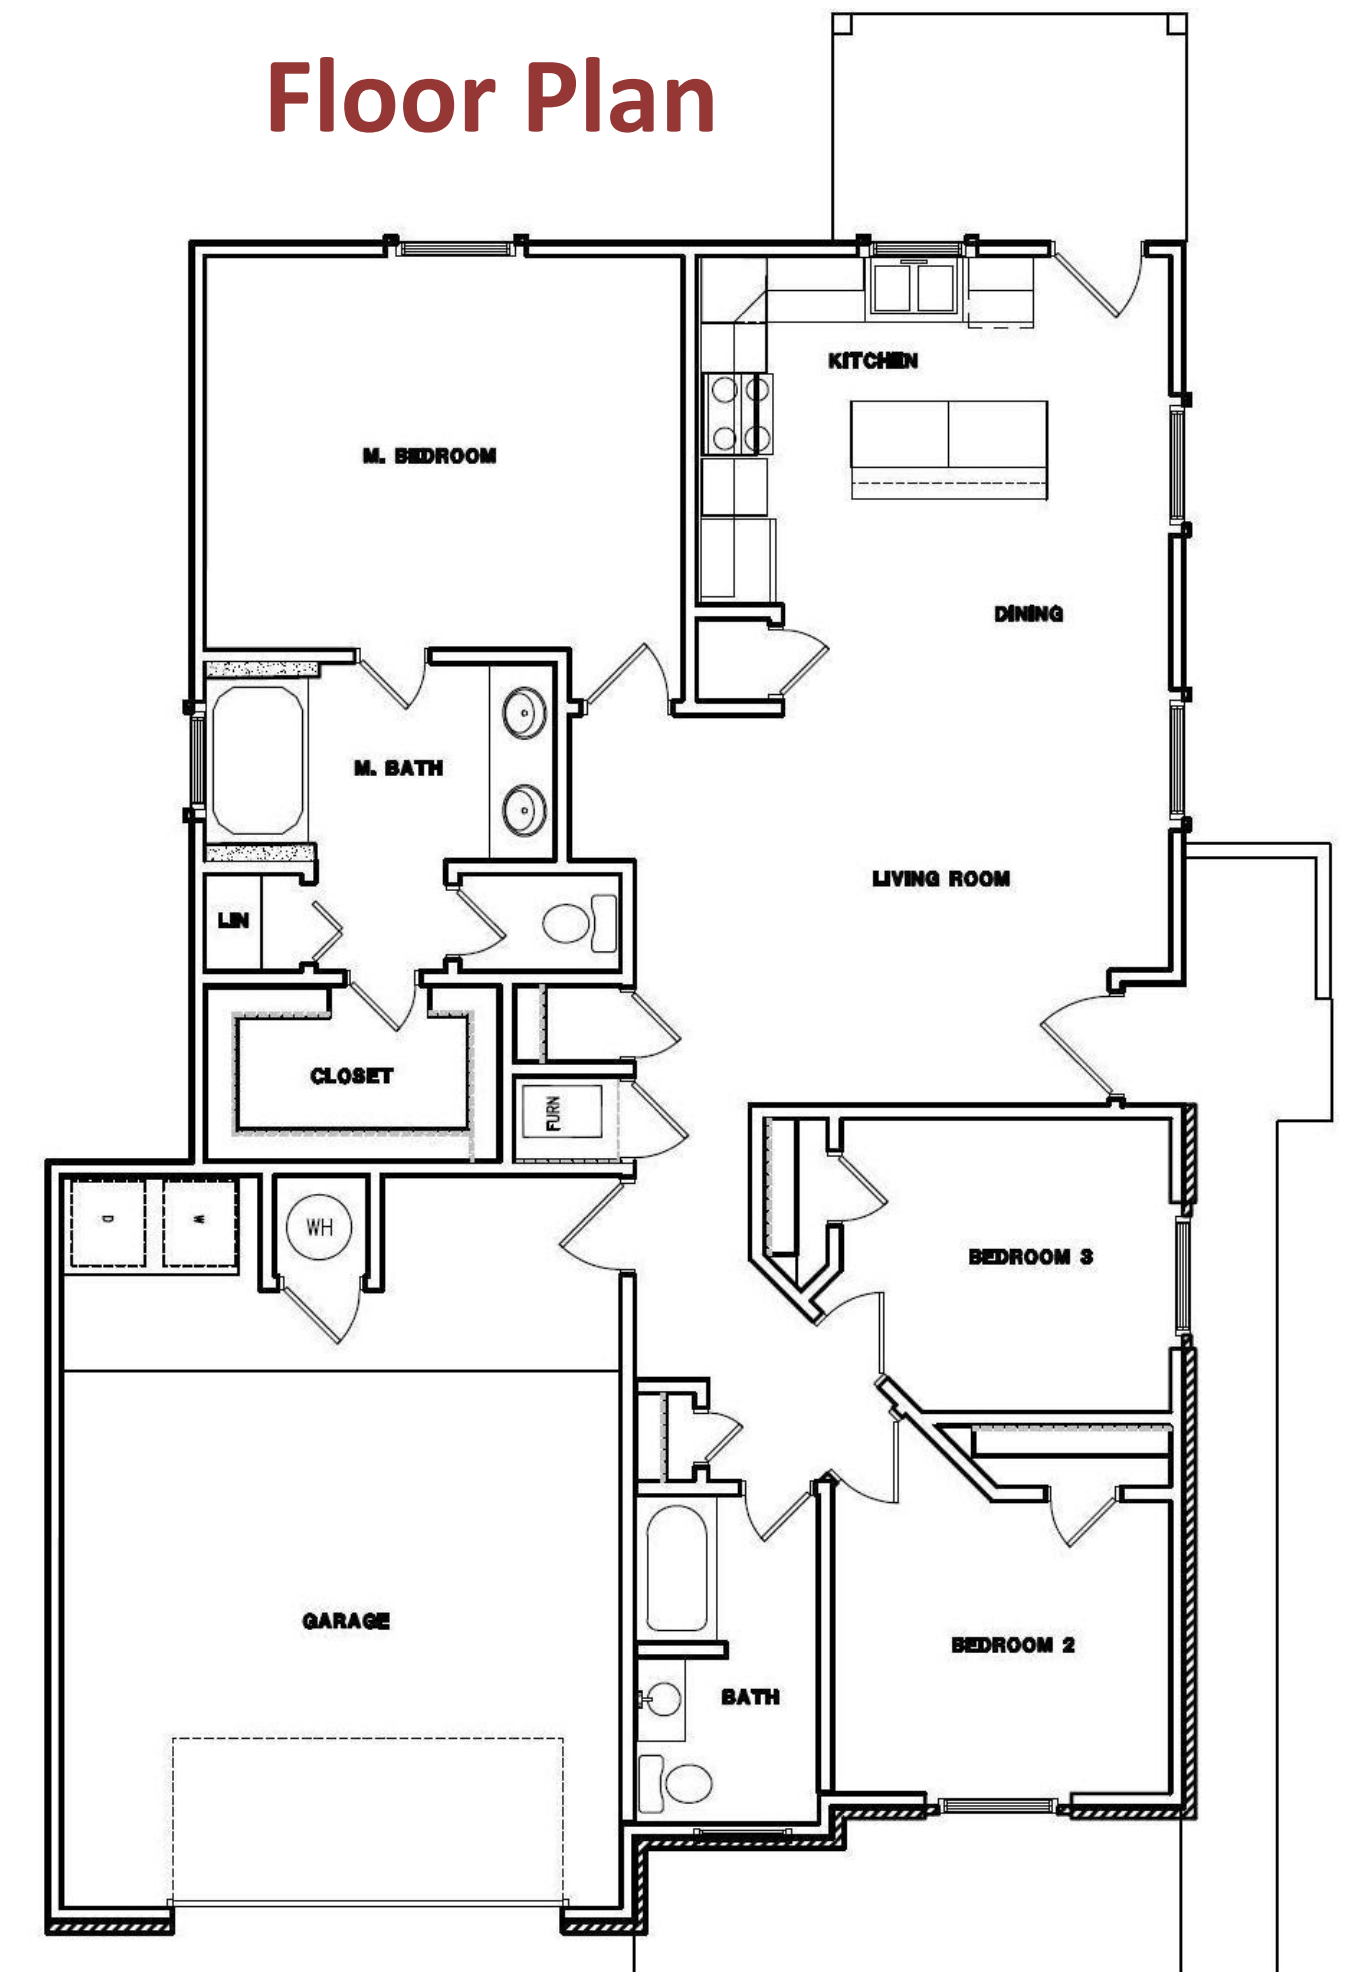 Floor Plan
KITCHEN
M. BEDROOM
DINING
M. BATH
LIVING ROOM
LIN
CLOSET
FURN
D
W
WH
BEDROOM 3
GARAGE
BEDROOM 2
BATH